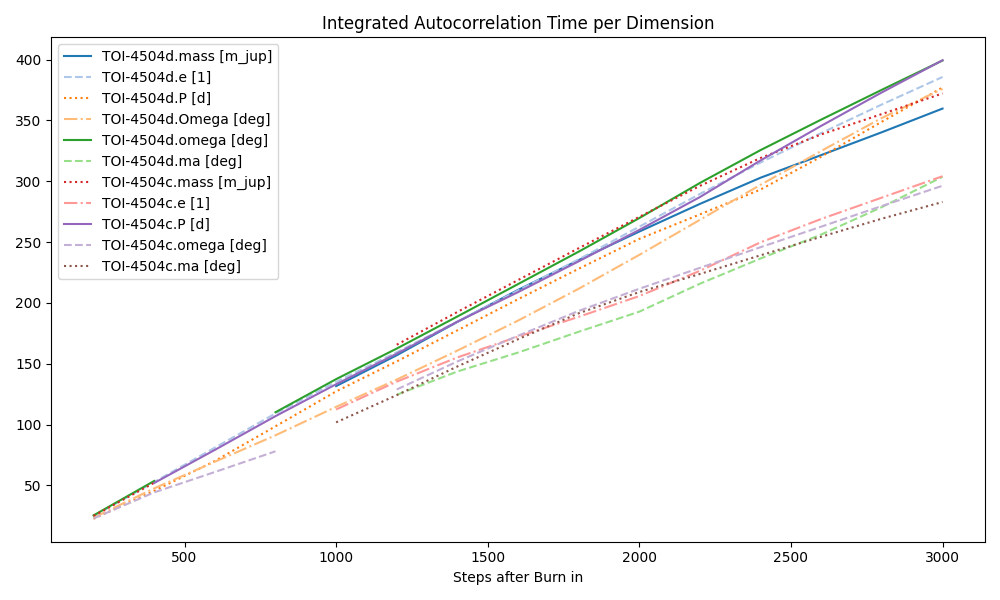 Integrated Autocorrelation Time per Dimension
TOI-4504d.mass [m_jup]
TOI-4504d.e [1]
TOI-4504d.P [d]
TOI-4504d.Omega [deg]
TOI-4504d.omega [deg]
TOI-4504d.ma [deg]
TOI-4504c.mass [m_jup]
TOI-4504c.e [1]
TOI-4504c.P [d]
TOI-4504c.omega [deg]
TOI-4504c.ma [deg]
400
350
300
250
200
150
100
50
500 1000 1500 2000 2500 3000
Steps after Burn in